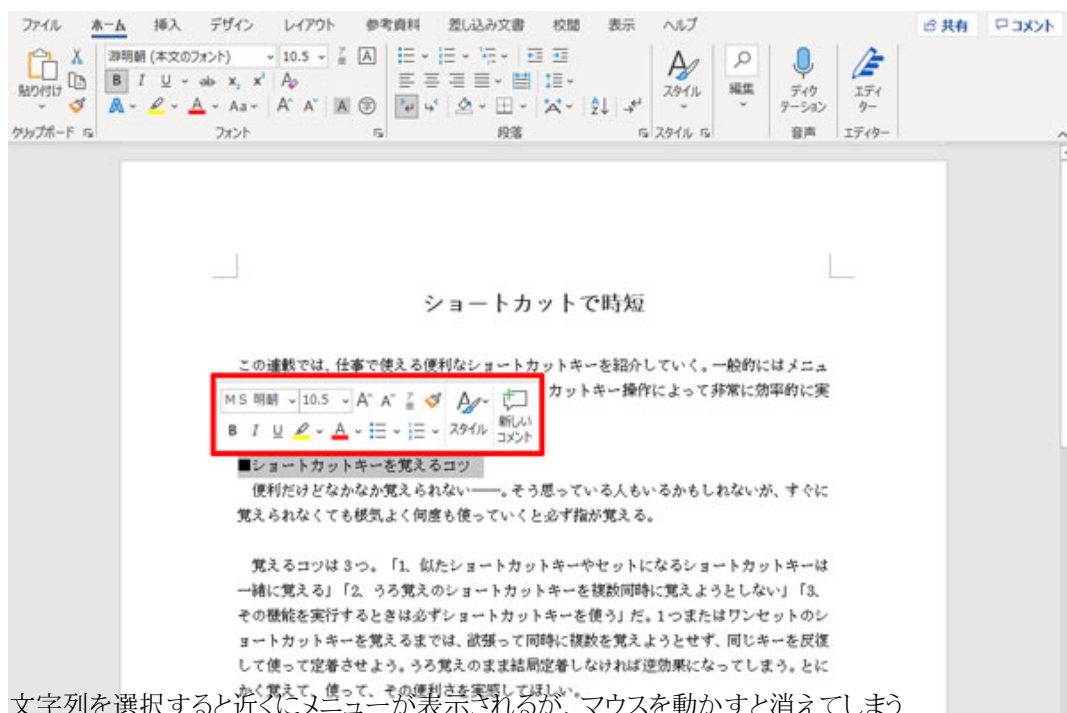 ファイル ホーム 挿入 デザイン レイアウト 参考資料 差し込み文書 校閲 表示 ヘルプ 共有 コメント
游明朝 (本文のフォント) 10.5
貼り付け スタイル 編集 ディク
テーション エディ
ター
クリップボード フォント 段落 スタイル 音声 エディター
ショートカットで時短
この連載では、仕事で使える便利なショートカットキーを紹介していく。一般的にはメニュ
カットキー操作によって非常に効率的に実
ＭＳ 明朝 10.5 スタイル 新しい
コメント
■ショートカットキーを覚えるコツ
便利だけどなかなか覚えられない――。そう思っている人もいるかもしれないが、すぐに
覚えられなくても根気よく何度も使っていくと必ず指が覚える。
覚えるコツは３つ。「1、似たショートカットキーやセットになるショートカットキーは
一緒に覚える」「2、うろ覚えのショートカットキーを複数同時に覚えようとしない」「3、
その機能を実行するときは必ずショートカットキーを使う」だ。1つまたはワンセットのシ
ョートカットキーを覚えるまでは、欲張って同時に複数を覚えようとせず、同じキーを反復
して使って定着させよう。うろ覚えのまま結局定着しなければ逆効果になってしまう。とに
かく覚えて、使って、その便利さを実感してほしい。
文字列を選択すると近くにメニューが表示されるが、マウスを動かすと消えてしまう